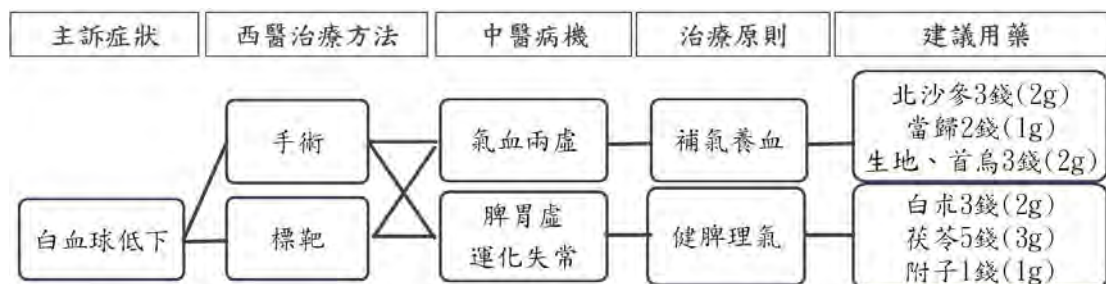 主訴症狀
西醫治療方法
中醫病機
治療原則
建議用藥
手術
氣血兩虛
補氣養血
北沙參3錢(2g)
當歸2錢(1g)
生地、首烏3錢(2g)
白血球低下
標靶
脾胃虛
運化失常
健脾理氣
白朮3錢(2g)
茯苓5錢(3g)
附子1錢(1g)